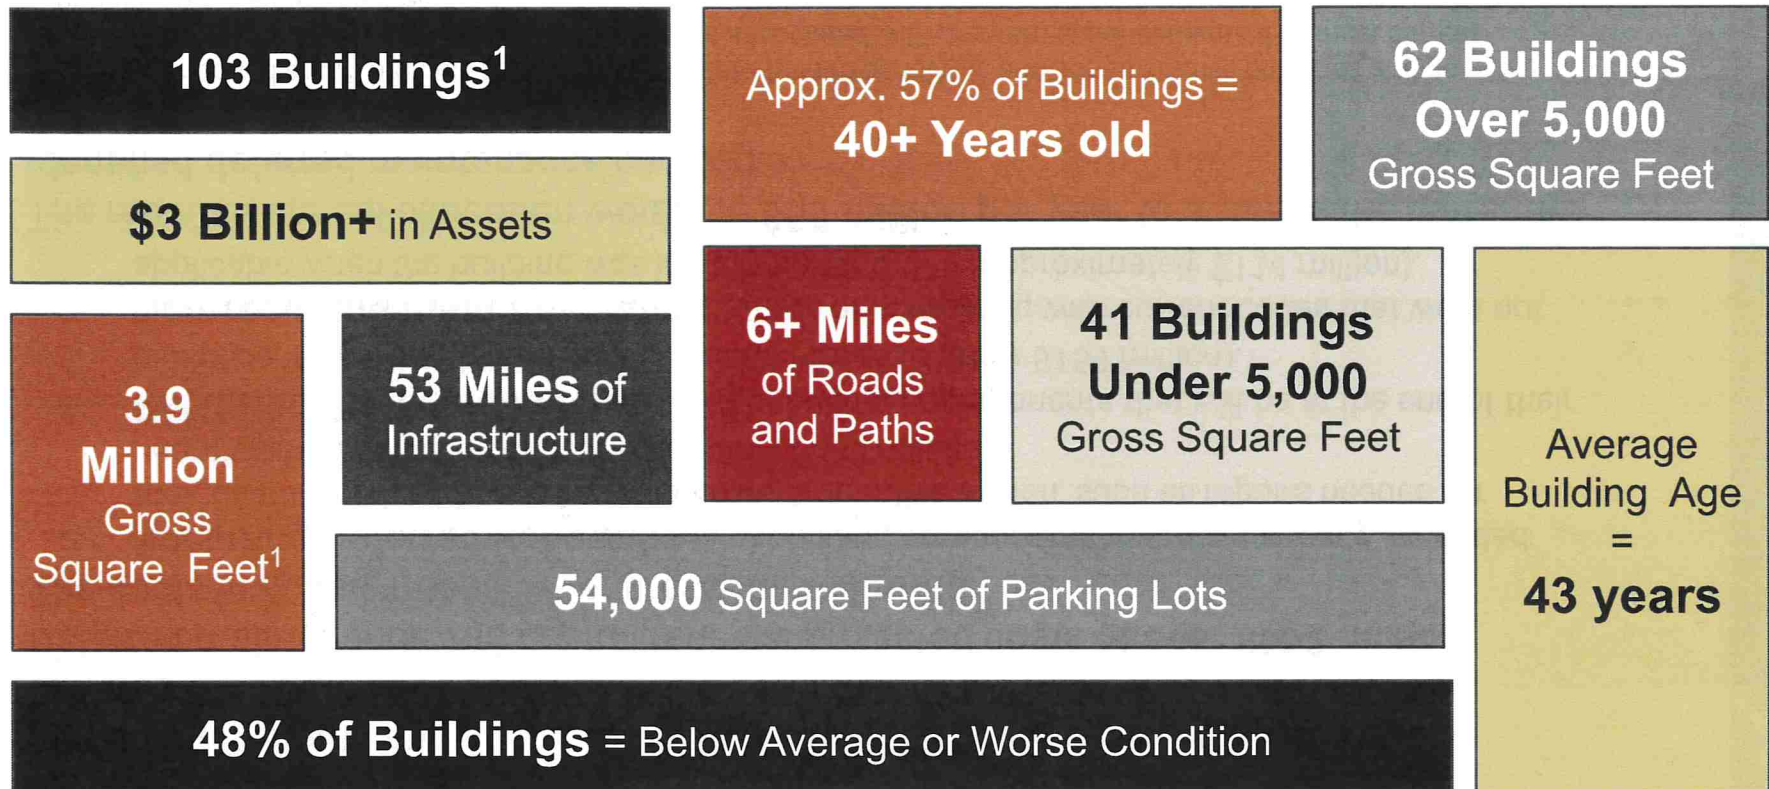 103 Buildings¹
Approx. 57% of Buildings =
40+ Years old
62 Buildings
Over 5,000
Gross Square Feet
$3 Billion+ in Assets
3.9
Million
Gross
Square Feet¹
53 Miles of
Infrastructure
6+ Miles
of Roads
and Paths
41 Buildings
Under 5,000
Gross Square Feet
Average
Building Age
=
43 years
54,000 Square Feet of Parking Lots
48% of Buildings = Below Average or Worse Condition